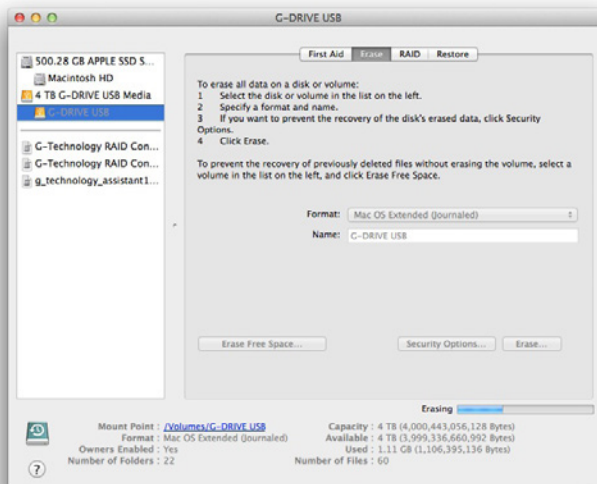 G-DRIVE USB
500.28 GB APPLE SSD S...
Macintosh HD
4 TB G-DRIVE USB Media
G-DRIVE USB
G-Technology RAID Con...
G-Technology RAID Con...
g_technology_assistant1...
First Aid Erase RAID Restore
To erase all data on a disk or volume:
1 Select the disk or volume in the list on the left.
2 Specify a format and name.
3 If you want to prevent the recovery of the disk's erased data, click Security
Options.
4 Click Erase.
To prevent the recovery of previously deleted files without erasing the volume, select a
volume in the list on the left, and click Erase Free Space.
Format: Mac OS Extended (Journaled)
Name: G-DRIVE USB
Erase Free Space... Security Options... Erase...
Erasing
Mount Point : /Volumes/G-DRIVE USB
Format : Mac OS Extended (Journaled)
Owners Enabled : Yes
Number of Folders : 22
Capacity : 4 TB (4,000,443,056,128 Bytes)
Available : 4 TB (3,999,336,660,992 Bytes)
Used : 1.11 GB (1,106,395,136 Bytes)
Number of Files : 60
?